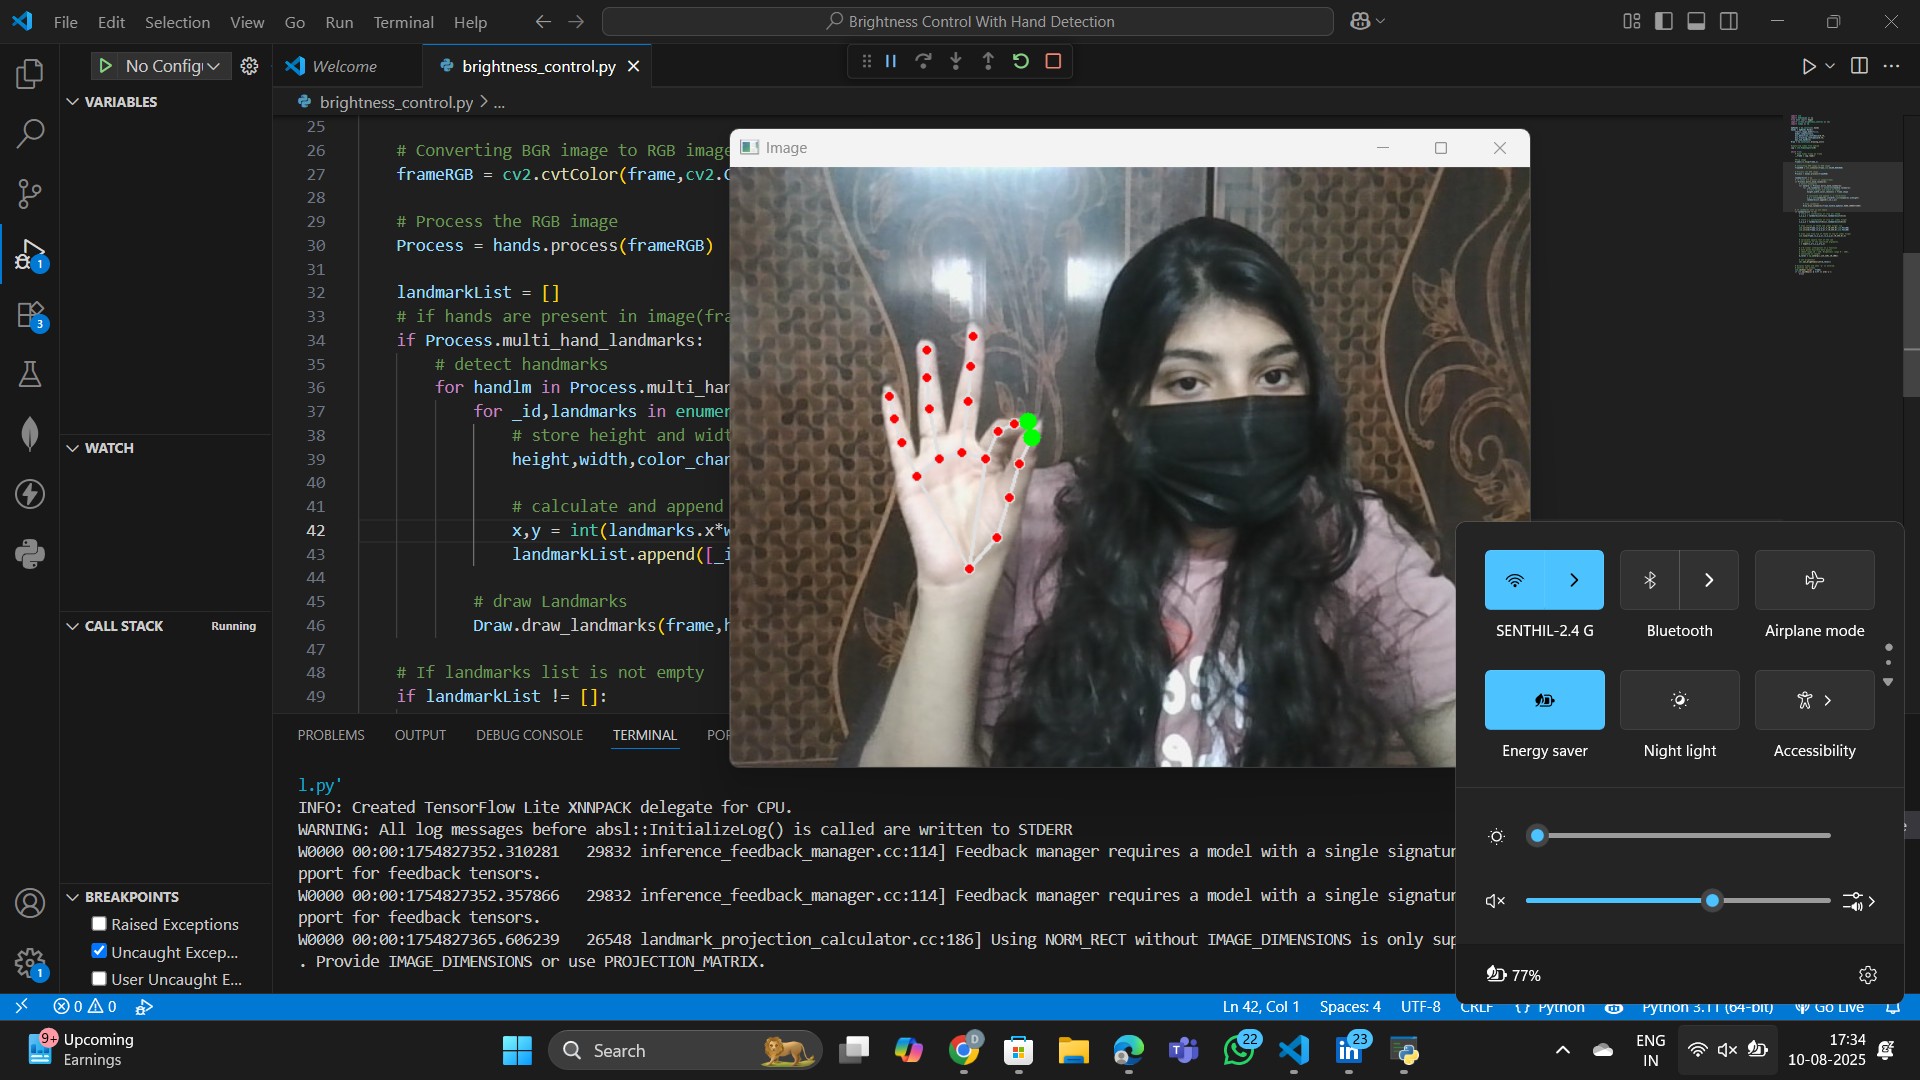 File Edit Selection View Go Run Terminal Help
Brightness Control With Hand Detection
No Config
VARIABLES
WATCH
CALL STACK Running
BREAKPOINTS
Raised Exceptions
Uncaught Excep...
User Uncaught E...
1
3
1
Welcome
brightness_control.py
brightness_control.py > ...
25
26 # Converting BGR image to RGB image
27 frameRGB = cv2.cvtColor(frame,cv2.
28
29 # Process the RGB image
30 Process = hands.process(frameRGB)
31
32 landmarkList = []
33 # if hands are present in image(fra
34 if Process.multi_hand_landmarks:
35 # detect handmarks
36 for handlm in Process.multi_han
37 for _id,landmarks in enumer
38 # store height and widt
39 height,width,color_chan
40
41 # calculate and append
42 x,y = int(landmarks.x*w
43 landmarkList.append([_i
44
45 # draw Landmarks
46 Draw.draw_landmarks(frame,h
47
48 # If landmarks list is not empty
49 if landmarkList != []:
Image
PROBLEMS OUTPUT DEBUG CONSOLE TERMINAL POR
l.py'
INFO: Created TensorFlow Lite XNNPACK delegate for CPU.
WARNING: All log messages before absl::InitializeLog() is called are written to STDERR
W0000 00:00:1754827352.310281 29832 inference_feedback_manager.cc:114] Feedback manager requires a model with a single signatur
pport for feedback tensors.
W0000 00:00:1754827352.357866 29832 inference_feedback_manager.cc:114] Feedback manager requires a model with a single signatur
pport for feedback tensors.
W0000 00:00:1754827365.606239 26548 landmark_projection_calculator.cc:186] Using NORM_RECT without IMAGE_DIMENSIONS is only sup
. Provide IMAGE_DIMENSIONS or use PROJECTION_MATRIX.
SENTHIL-2.4 G Bluetooth Airplane mode
Energy saver Night light Accessibility
77%
0 0
Ln 42, Col 1 Spaces: 4 UTF-8 CRLF {} Python Python 3.11 (64-bit) Go Live
9+ Upcoming
Earnings
Search
D
22
23
ENG
IN
17:34
10-08-2025